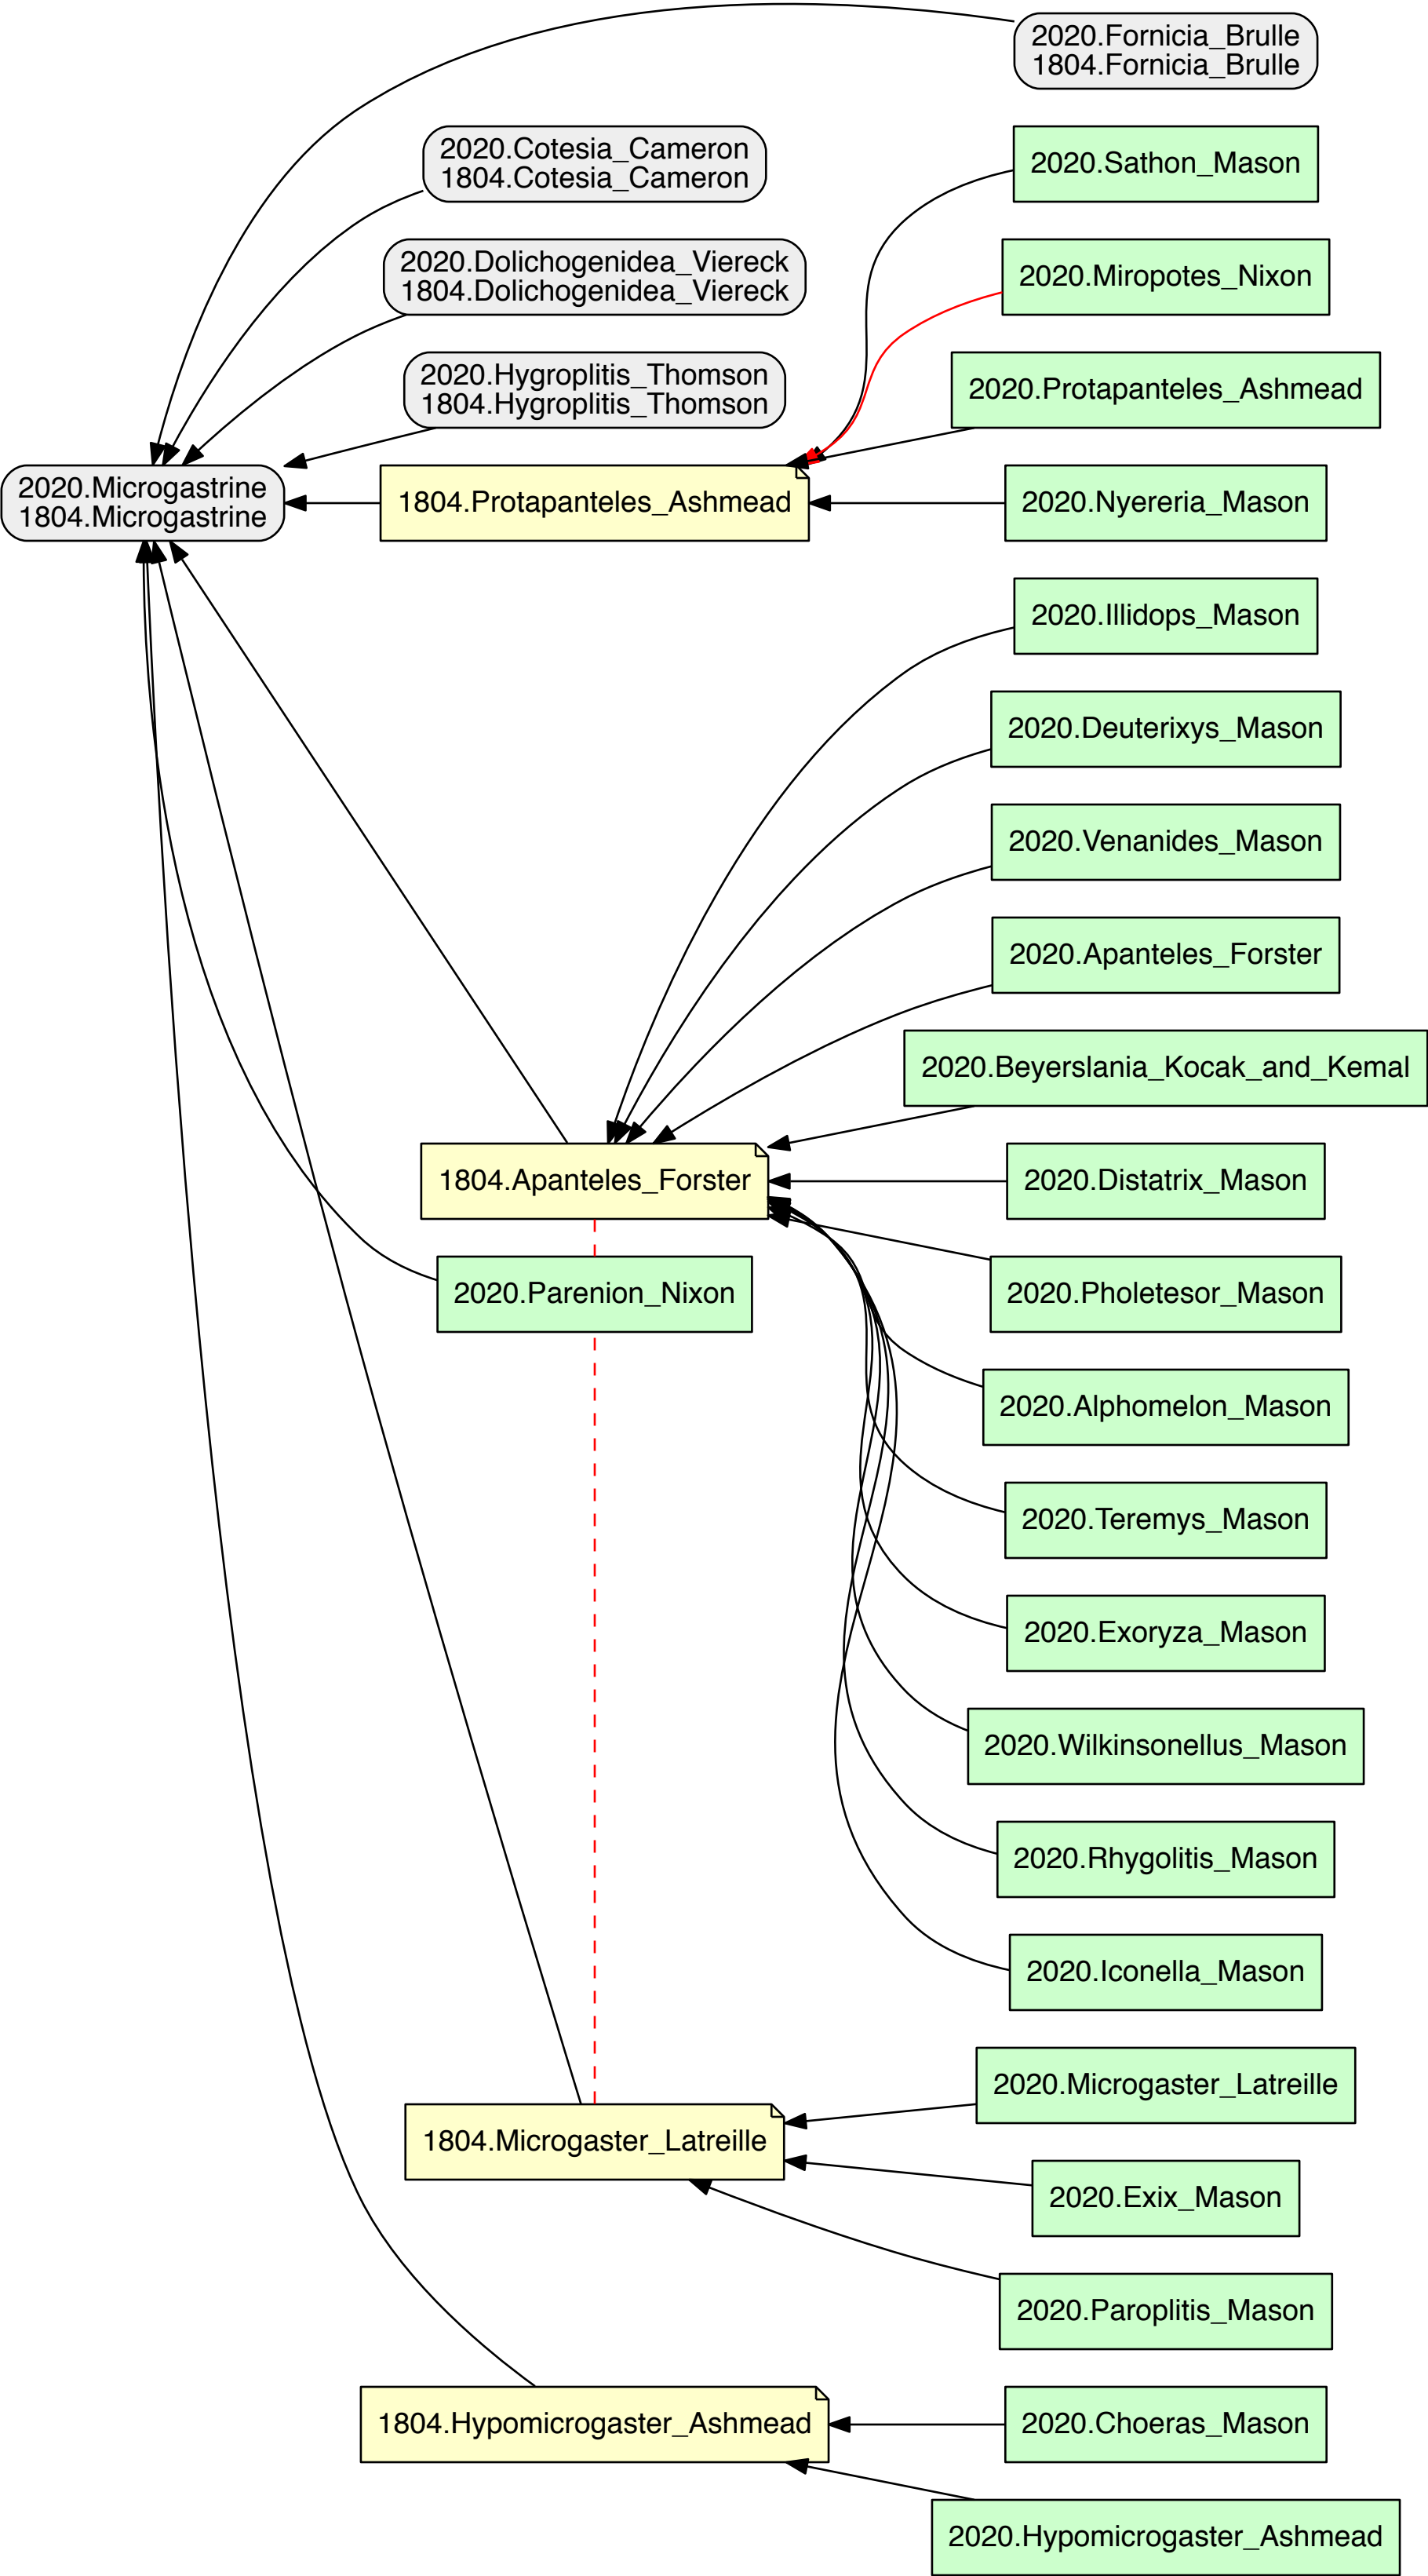 2020.Fornicia_Brulle
1804.Fornicia_Brulle
2020.Cotesia_Cameron
1804.Cotesia_Cameron
2020.Sathon_Mason
2020.Dolichogenidea_Viereck
1804.Dolichogenidea_Viereck
2020.Miropotes_Nixon
2020.Hygroplitis_Thomson
1804.Hygroplitis_Thomson
2020.Protapanteles_Ashmead
2020.Microgastrine
1804.Microgastrine
1804.Protapanteles_Ashmead
2020.Nyereria_Mason
2020.Illidops_Mason
2020.Deuterixys_Mason
2020.Venanides_Mason
2020.Apanteles_Forster
2020.Beyerslania_Kocak_and_Kemal
1804.Apanteles_Forster
2020.Distatrix_Mason
2020.Parenion_Nixon
2020.Pholetesor_Mason
2020.Alphomelon_Mason
2020.Teremys_Mason
2020.Exoryza_Mason
2020.Wilkinsonellus_Mason
2020.Rhygolitis_Mason
2020.Iconella_Mason
2020.Microgaster_Latreille
1804.Microgaster_Latreille
2020.Exix_Mason
2020.Paroplitis_Mason
1804.Hypomicrogaster_Ashmead
2020.Choeras_Mason
2020.Hypomicrogaster_Ashmead